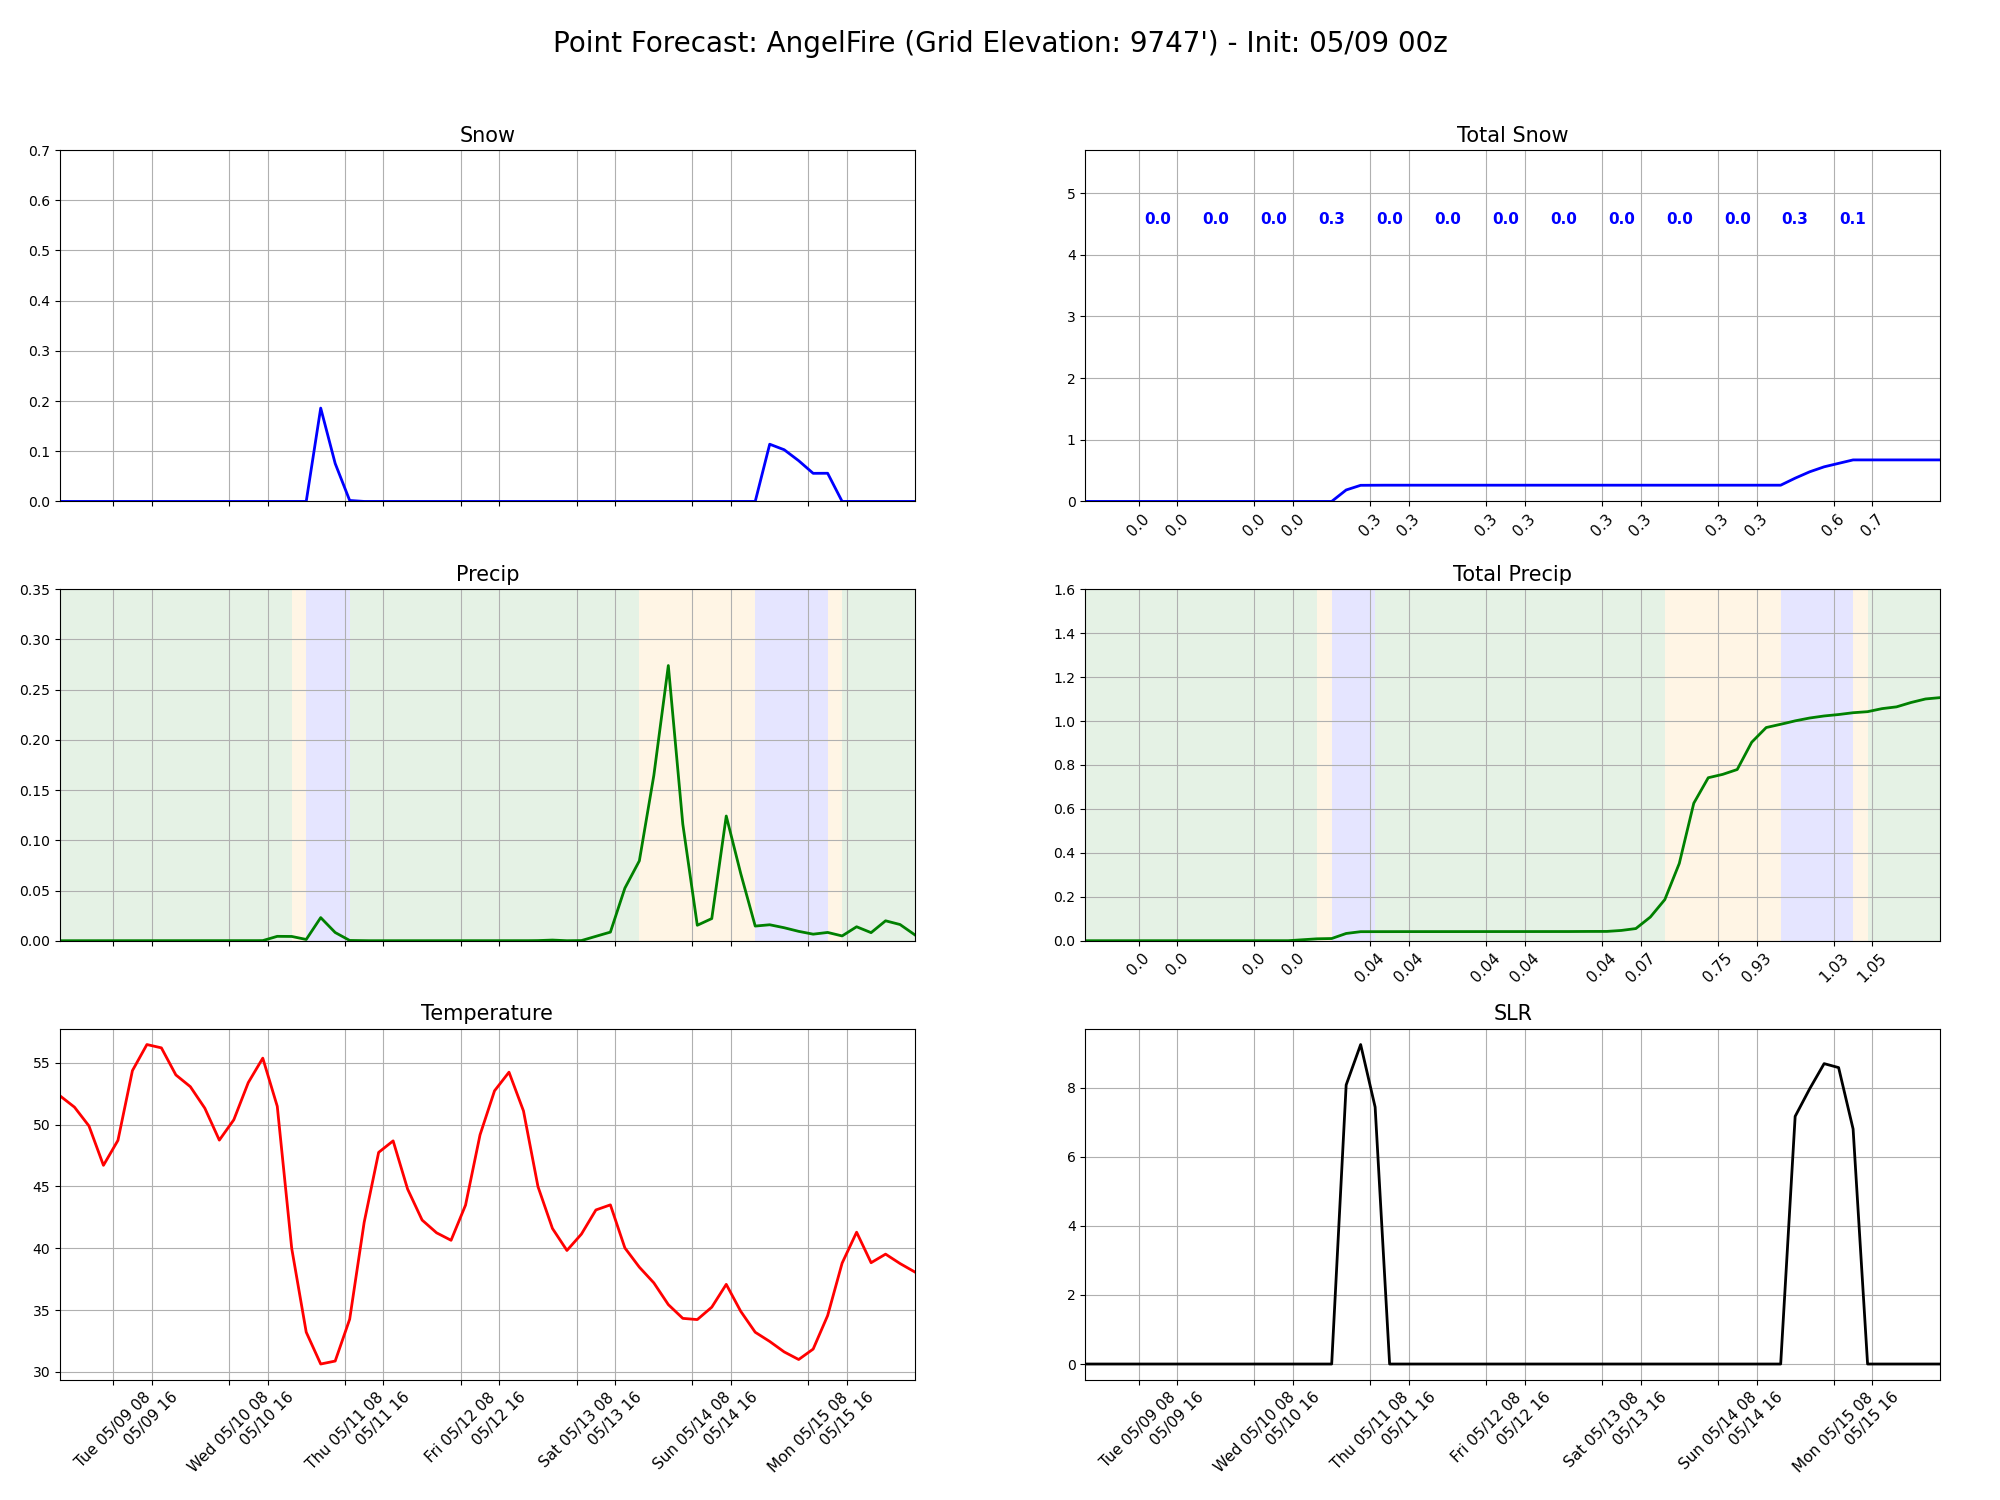 Point Forecast: AngelFire (Grid Elevation: 9747') - Init: 05/09 00z
Snow
0.7
0.6
0.5
0.4
0.3
0.2
0.1
0.0
Total Snow
5
4
3
2
1
0
0.0 0.0 0.0 0.3 0.0 0.0 0.0 0.0 0.0 0.0 0.0 0.3 0.1
0.0 0.0 0.0 0.0 0.3 0.3 0.3 0.3 0.3 0.3 0.3 0.3 0.6 0.7
Precip
0.35
0.30
0.25
0.20
0.15
0.10
0.05
0.00
Total Precip
1.6
1.4
1.2
1.0
0.8
0.6
0.4
0.2
0.0
0.0 0.0 0.0 0.0 0.04 0.04 0.04 0.04 0.04 0.07 0.75 0.93 1.03 1.05
Temperature
55
50
45
40
35
30
Tue 05/09 08
05/09 16
Wed 05/10 08
05/10 16
Thu 05/11 08
05/11 16
Fri 05/12 08
05/12 16
Sat 05/13 08
05/13 16
Sun 05/14 08
05/14 16
Mon 05/15 08
05/15 16
SLR
8
6
4
2
0
Tue 05/09 08
05/09 16
Wed 05/10 08
05/10 16
Thu 05/11 08
05/11 16
Fri 05/12 08
05/12 16
Sat 05/13 08
05/13 16
Sun 05/14 08
05/14 16
Mon 05/15 08
05/15 16